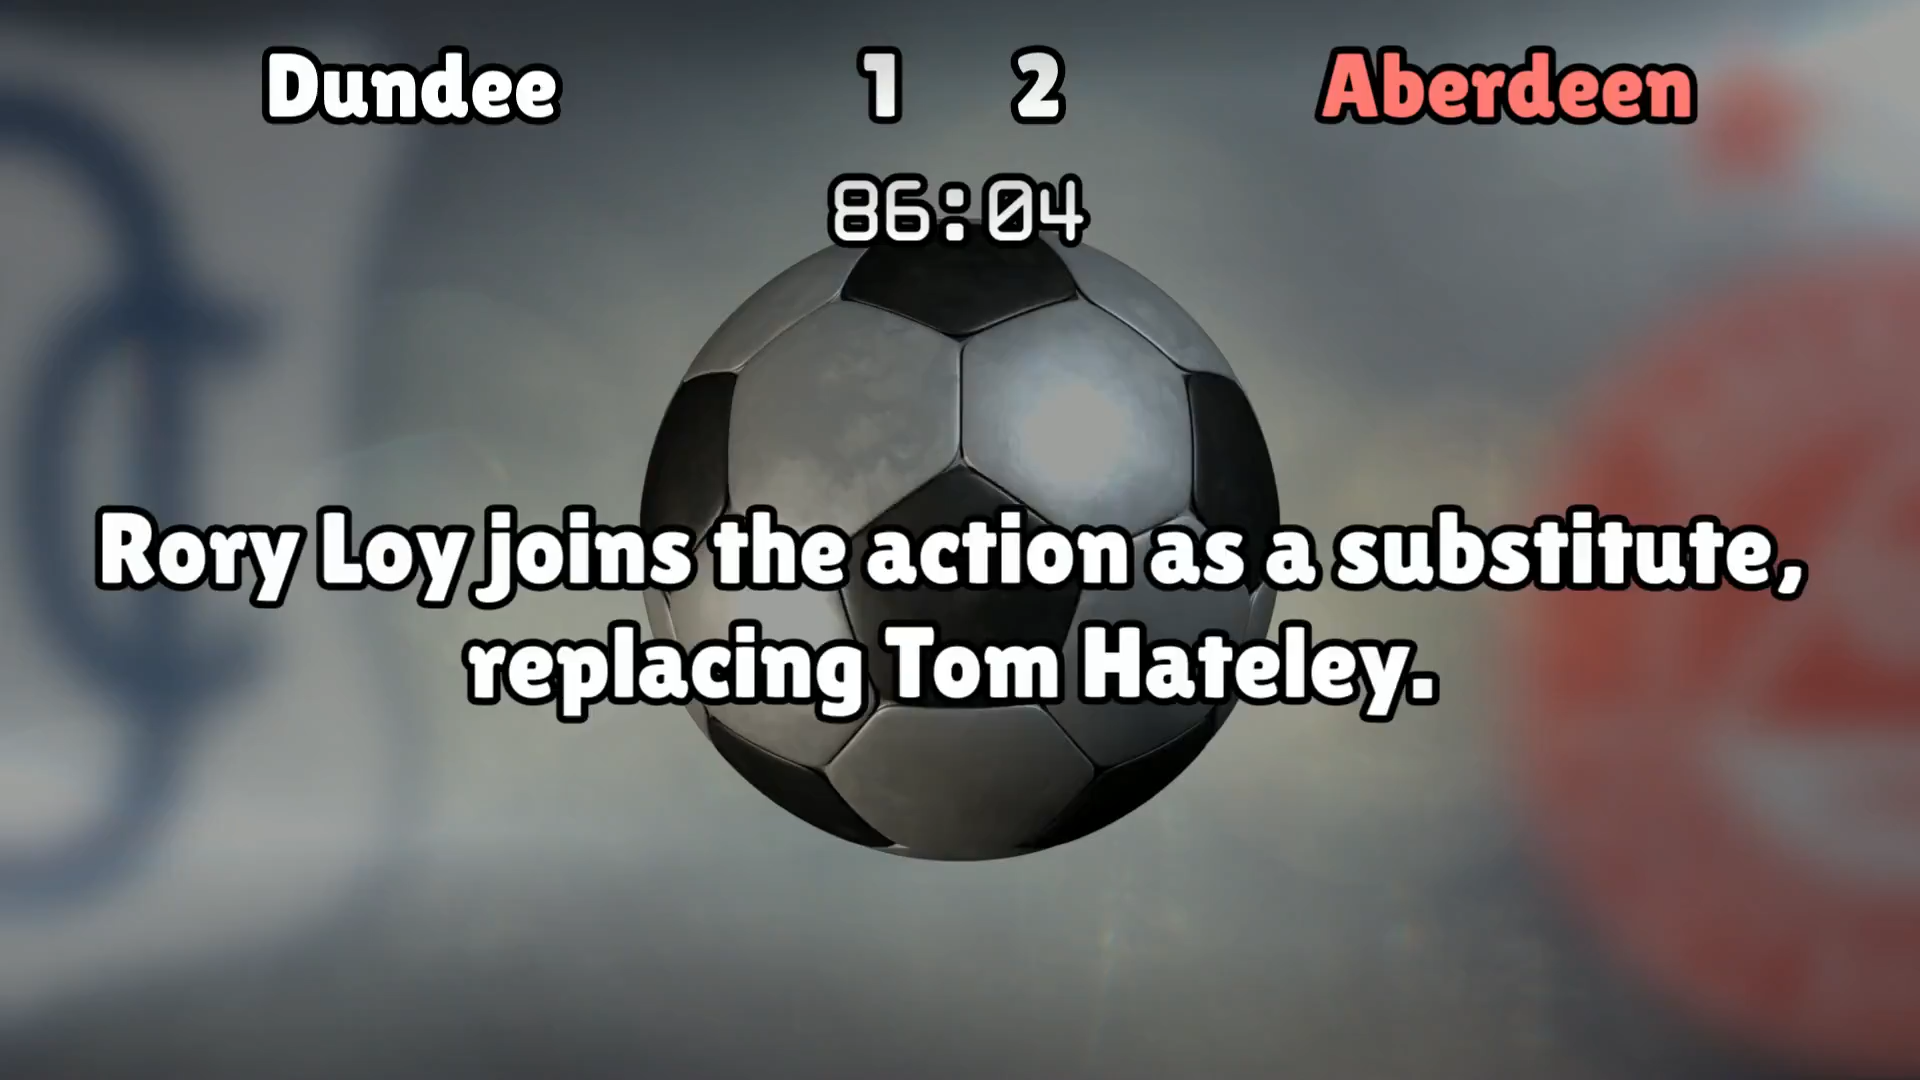 Dundee 1 2 Aberdeen
86:04
Rory Loy joins the action as a substitute,
replacing Tom Hateley.